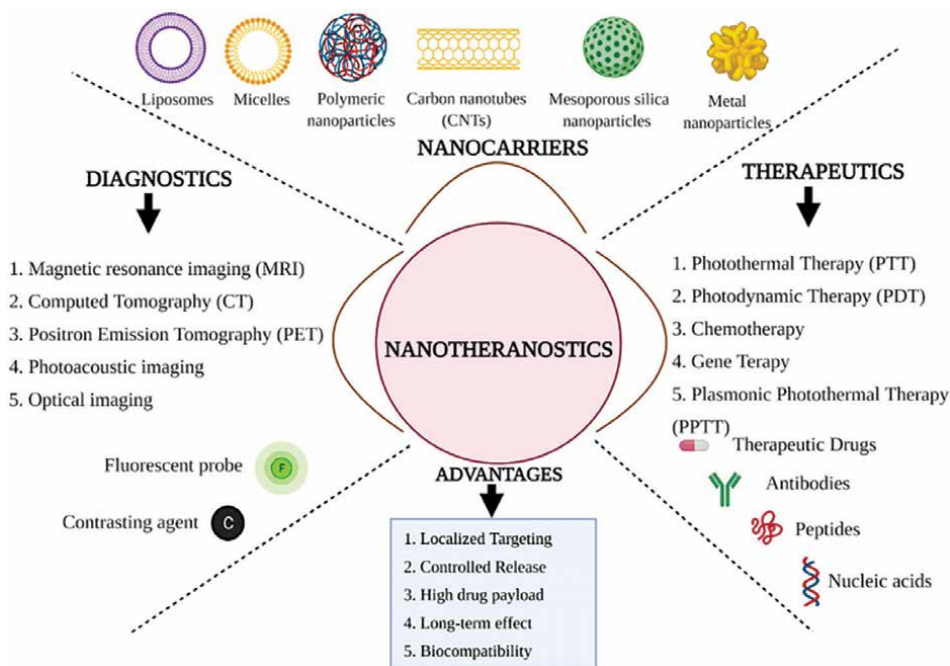 Liposomes
Micelles
Polymeric
nanoparticles
Carbon nanotubes
(CNTs)
Mesoporous silica
nanoparticles
Metal
nanoparticles
NANOCARRIERS
DIAGNOSTICS
1. Magnetic resonance imaging (MRI)
2. Computed Tomography (CT)
3. Positron Emission Tomography (PET)
4. Photoacoustic imaging
5. Optical imaging
Fluorescent probe
F
Contrasting agent
C
NANOTHERANOSTICS
THERAPEUTICS
1. Photothermal Therapy (PTT)
2. Photodynamic Therapy (PDT)
3. Chemotherapy
4. Gene Terapy
5. Plasmonic Photothermal Therapy
(PPTT)
Therapeutic Drugs
Antibodies
Peptides
Nucleic acids
ADVANTAGES
1. Localized Targeting
2. Controlled Release
3. High drug payload
4. Long-term effect
5. Biocompatibility